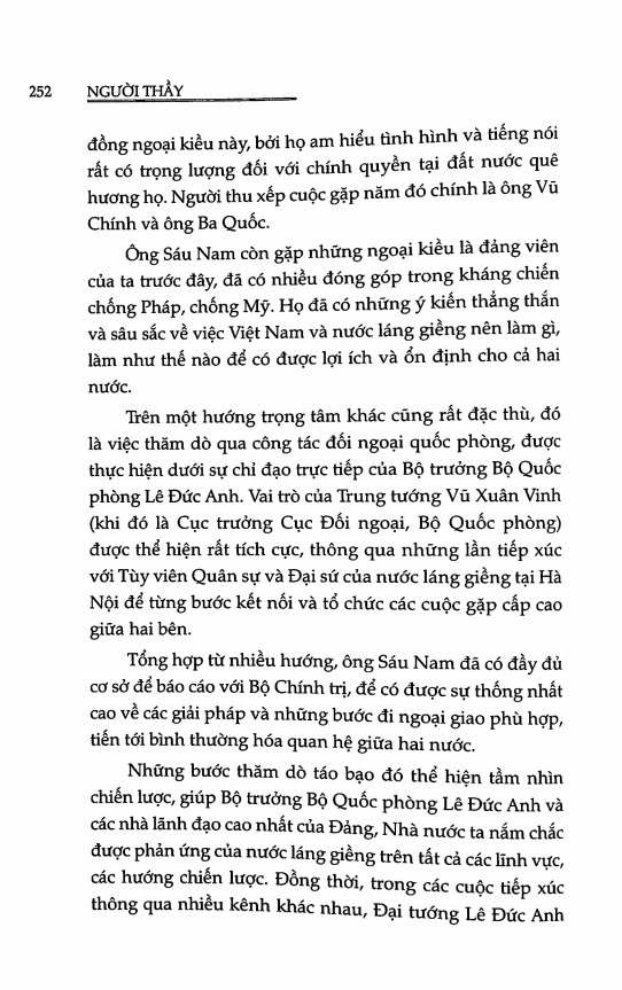 252 NGƯỜI THẦY
đồng ngoại kiều này, bởi họ am hiểu tình hình và tiếng nói
rất có trọng lượng đối với chính quyền tại đất nước quê
hương họ. Người thu xếp cuộc gặp năm đó chính là ông Vũ
Chính và ông Ba Quốc.
Ông Sáu Nam còn gặp những ngoại kiều là đảng viên
của ta trước đây, đã có nhiều đóng góp trong kháng chiến
chống Pháp, chống Mỹ. Họ đã có những ý kiến thẳng thắn
và sâu sắc về việc Việt Nam và nước láng giềng nên làm gì,
làm như thế nào để có được lợi ích và ổn định cho cả hai
nước.
Trên một hướng trọng tâm khác cũng rất đặc thù, đó
là việc thăm dò qua công tác đối ngoại quốc phòng, được
thực hiện dưới sự chỉ đạo trực tiếp của Bộ trưởng Bộ Quốc
phòng Lê Đức Anh. Vai trò của Trung tướng Vũ Xuân Vinh
(khi đó là Cục trưởng Cục Đối ngoại, Bộ Quốc phòng)
được thể hiện rất tích cực, thông qua những lần tiếp xúc
với Tùy viên Quân sự và Đại sứ của nước láng giềng tại Hà
Nội để từng bước kết nối và tổ chức các cuộc gặp cấp cao
giữa hai bên.
Tổng hợp từ nhiều hướng, ông Sáu Nam đã có đầy đủ
cơ sở để báo cáo với Bộ Chính trị, để có được sự thống nhất
cao về các giải pháp và những bước đi ngoại giao phù hợp,
tiến tới bình thường hóa quan hệ giữa hai nước.
Những bước thăm dò táo bạo đó thể hiện tầm nhìn
chiến lược, giúp Bộ trưởng Bộ Quốc phòng Lê Đức Anh và
các nhà lãnh đạo cao nhất của Đảng, Nhà nước ta nắm chắc
được phản ứng của nước láng giềng trên tất cả các lĩnh vực,
các hướng chiến lược. Đồng thời, trong các cuộc tiếp xúc
thông qua nhiều kênh khác nhau, Đại tướng Lê Đức Anh